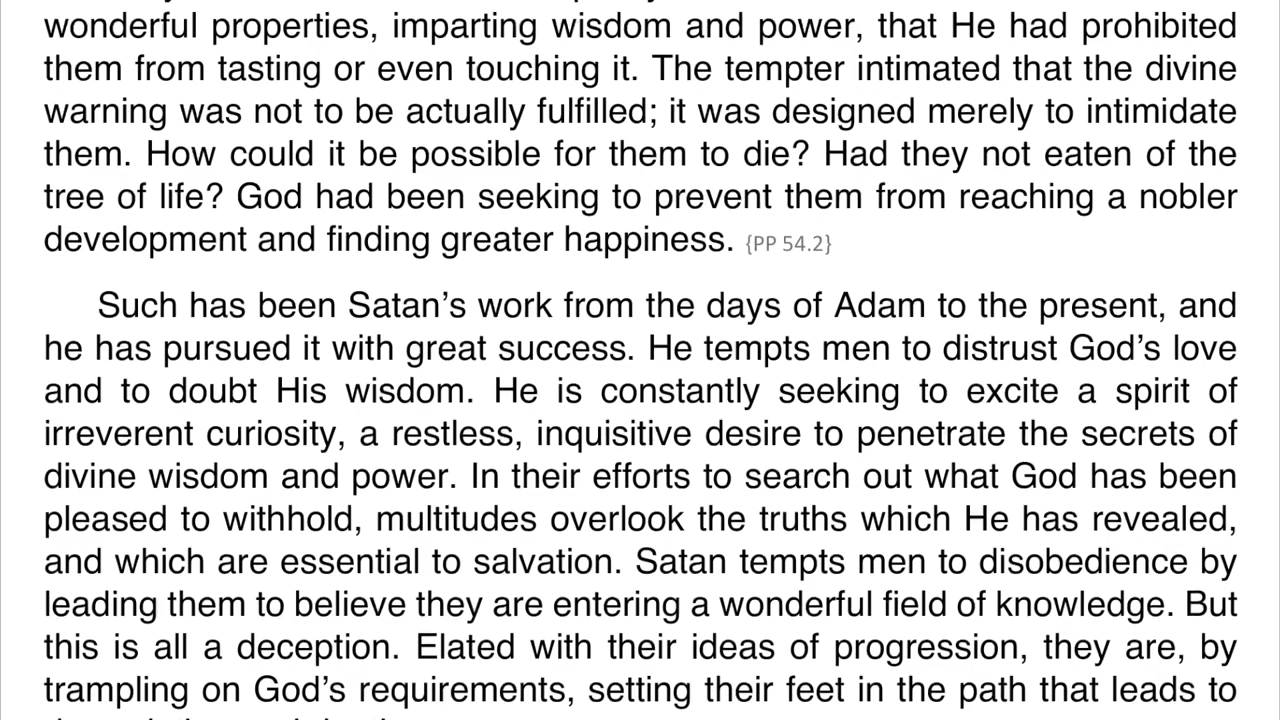 wonderful properties, imparting wisdom and power, that He had prohibited
them from tasting or even touching it. The tempter intimated that the divine
warning was not to be actually fulfilled; it was designed merely to intimidate
them. How could it be possible for them to die? Had they not eaten of the
tree of life? God had been seeking to prevent them from reaching a nobler
development and finding greater happiness. {PP 54.2}
Such has been Satan’s work from the days of Adam to the present, and
he has pursued it with great success. He tempts men to distrust God’s love
and to doubt His wisdom. He is constantly seeking to excite a spirit of
irreverent curiosity, a restless, inquisitive desire to penetrate the secrets of
divine wisdom and power. In their efforts to search out what God has been
pleased to withhold, multitudes overlook the truths which He has revealed,
and which are essential to salvation. Satan tempts men to disobedience by
leading them to believe they are entering a wonderful field of knowledge. But
this is all a deception. Elated with their ideas of progression, they are, by
trampling on God’s requirements, setting their feet in the path that leads to